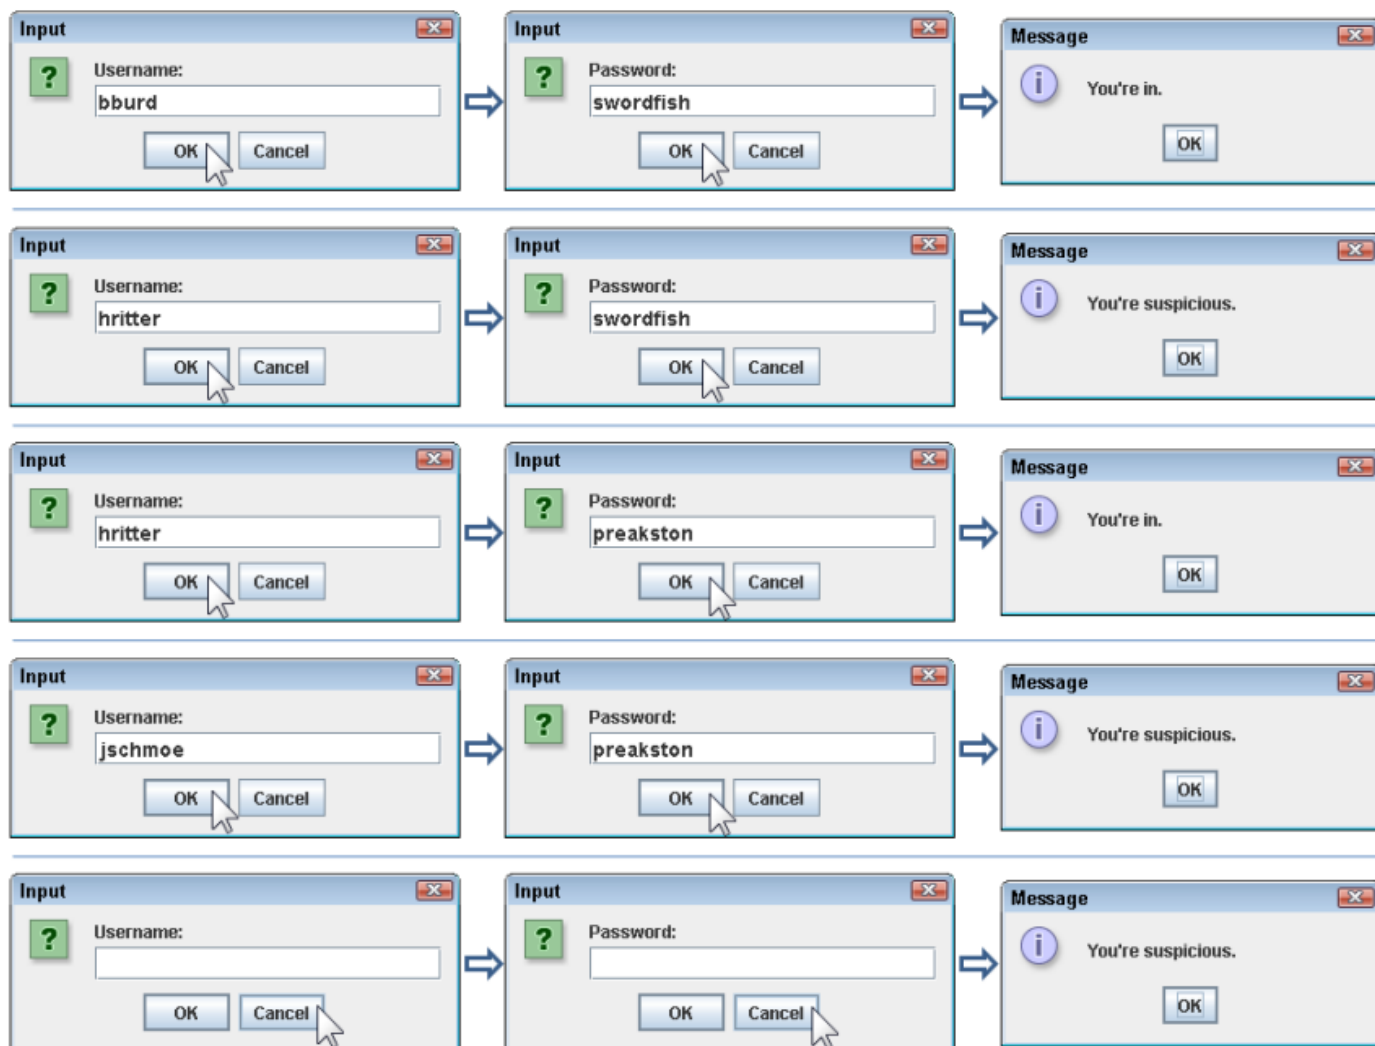 Input
Username:
bburd
OK Cancel
Input
Password:
swordfish
OK Cancel
Message
You're in.
OK
Input
Username:
hritter
OK Cancel
Input
Password:
swordfish
OK Cancel
Message
You're suspicious.
OK
Input
Username:
hritter
OK Cancel
Input
Password:
preakston
OK Cancel
Message
You're in.
OK
Input
Username:
jschmoe
OK Cancel
Input
Password:
preakston
OK Cancel
Message
You're suspicious.
OK
Input
Username:
OK Cancel
Input
Password:
OK Cancel
Message
You're suspicious.
OK